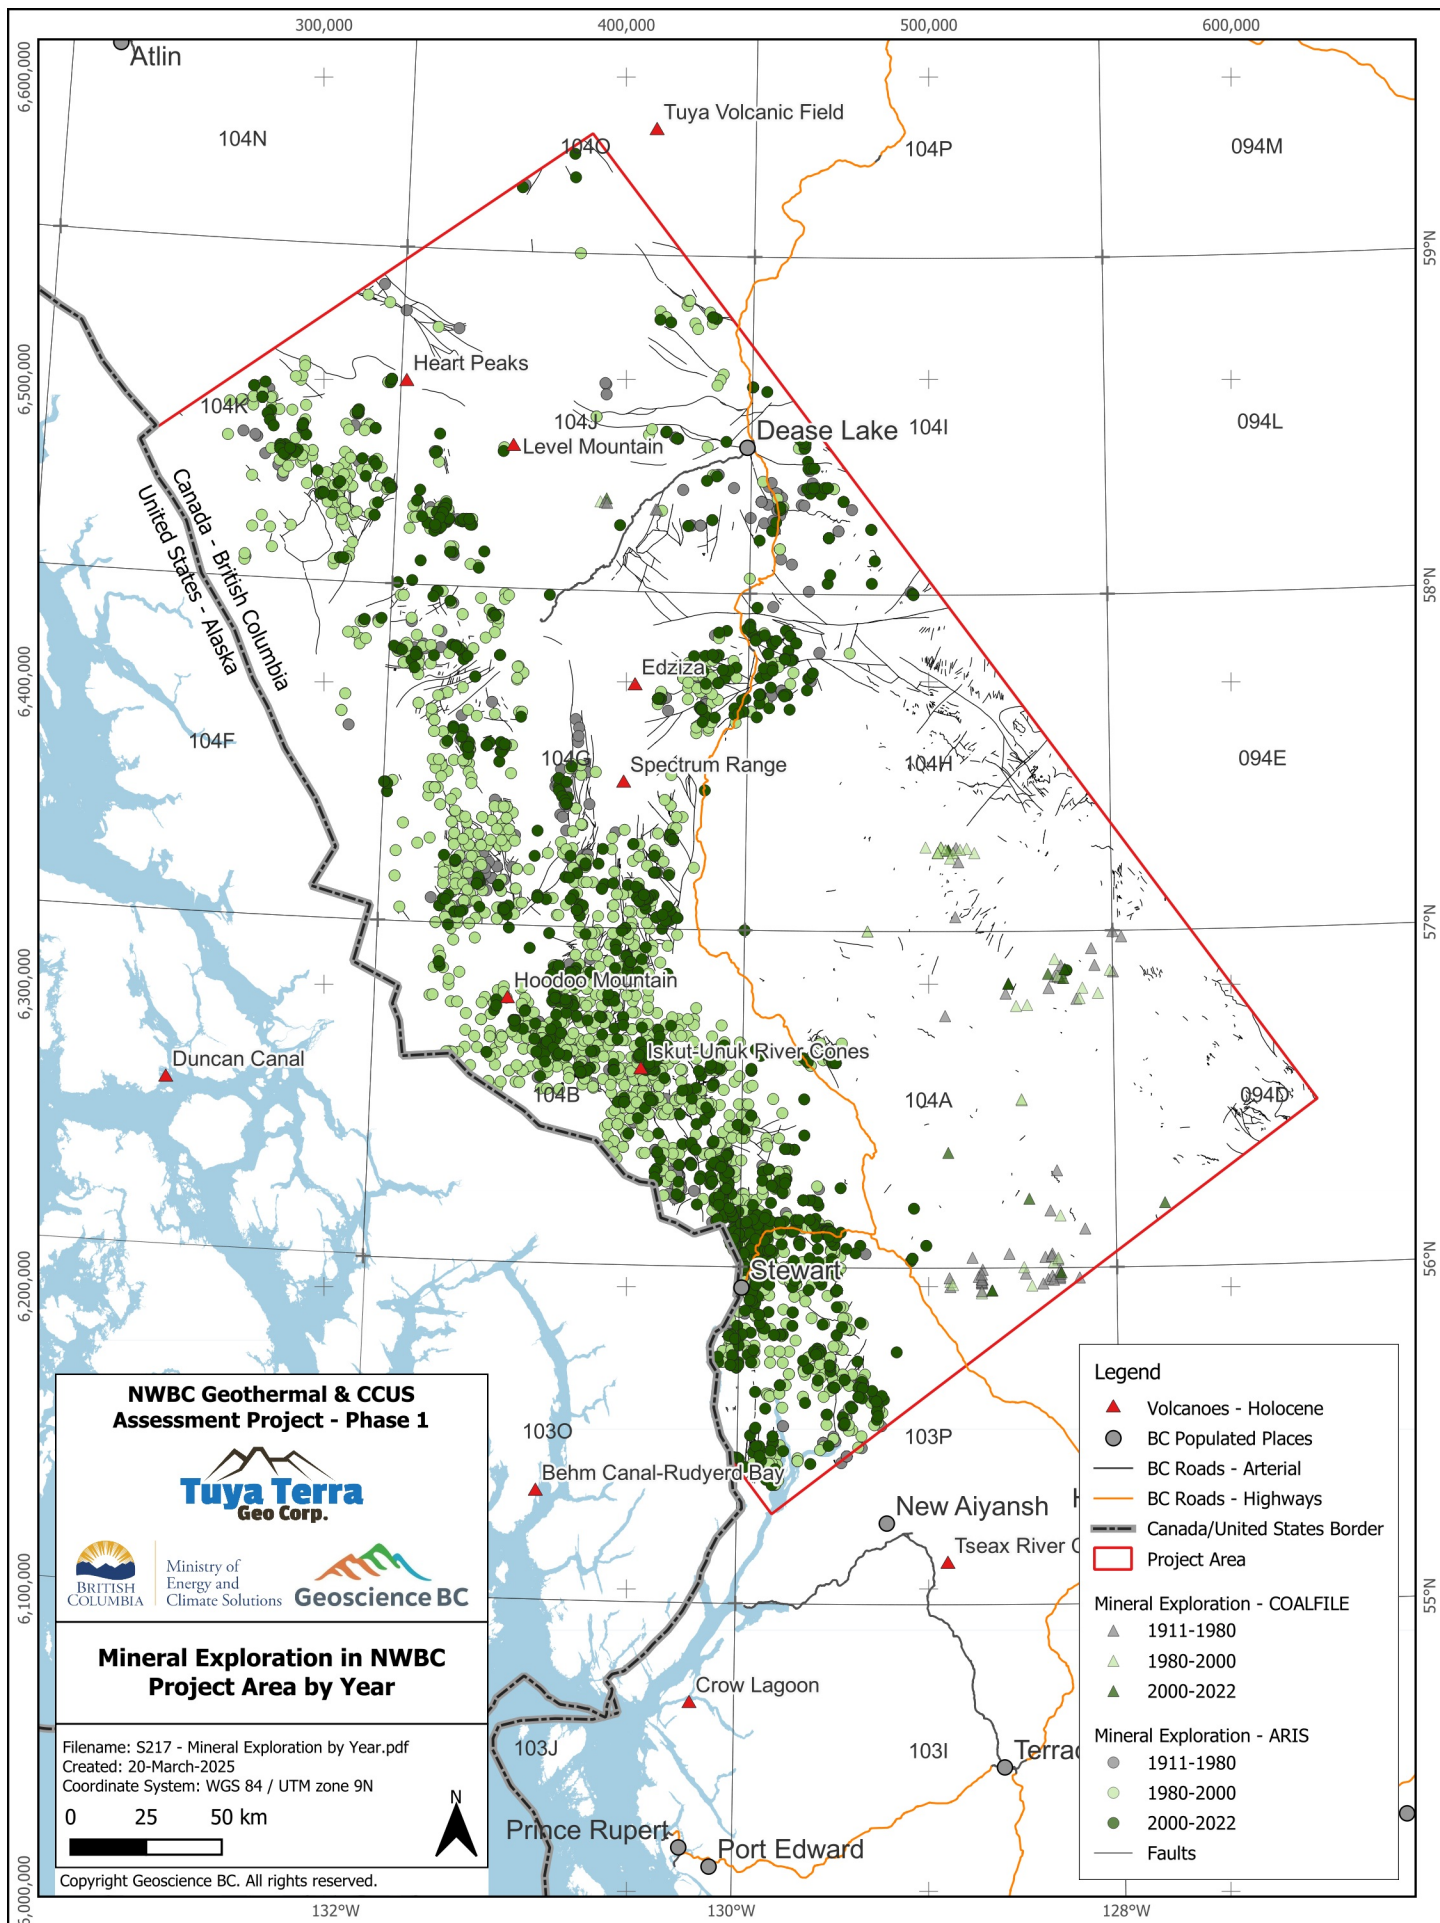 300,000
400,000
500,000
600,000
6,600,000
6,500,000
6,400,000
6,300,000
6,200,000
6,100,000
59°N
58°N
57°N
56°N
55°N
132°W
130°W
128°W
Atlin
Tuya Volcanic Field
104N
104O
104P
094M
Heart Peaks
104K
104J
104I
094L
Dease Lake
Level Mountain
Canada - British Columbia
United States - Alaska
Edziza
104F
104G
Spectrum Range
104H
094E
Hoodoo Mountain
Duncan Canal
Iskut-Unuk River Cones
104B
104A
094D
Stewart
103O
103P
Behm Canal-Rudyerd Bay
New Aiyansh
Tseax River
Crow Lagoon
103J
103I
Prince Rupert
Port Edward
NWBC Geothermal & CCUS
Assessment Project - Phase 1
Tuya Terra
Geo Corp.
BRITISH
COLUMBIA
Ministry of
Energy and
Climate Solutions
Geoscience BC
Mineral Exploration in NWBC
Project Area by Year
Filename: S217 - Mineral Exploration by Year.pdf
Created: 20-March-2025
Coordinate System: WGS 84 / UTM zone 9N
0 25 50 km
N
Copyright Geoscience BC. All rights reserved.
Legend
Volcanoes - Holocene
BC Populated Places
BC Roads - Arterial
BC Roads - Highways
Canada/United States Border
Project Area
Mineral Exploration - COALFILE
1911-1980
1980-2000
2000-2022
Mineral Exploration - ARIS
1911-1980
1980-2000
2000-2022
Faults